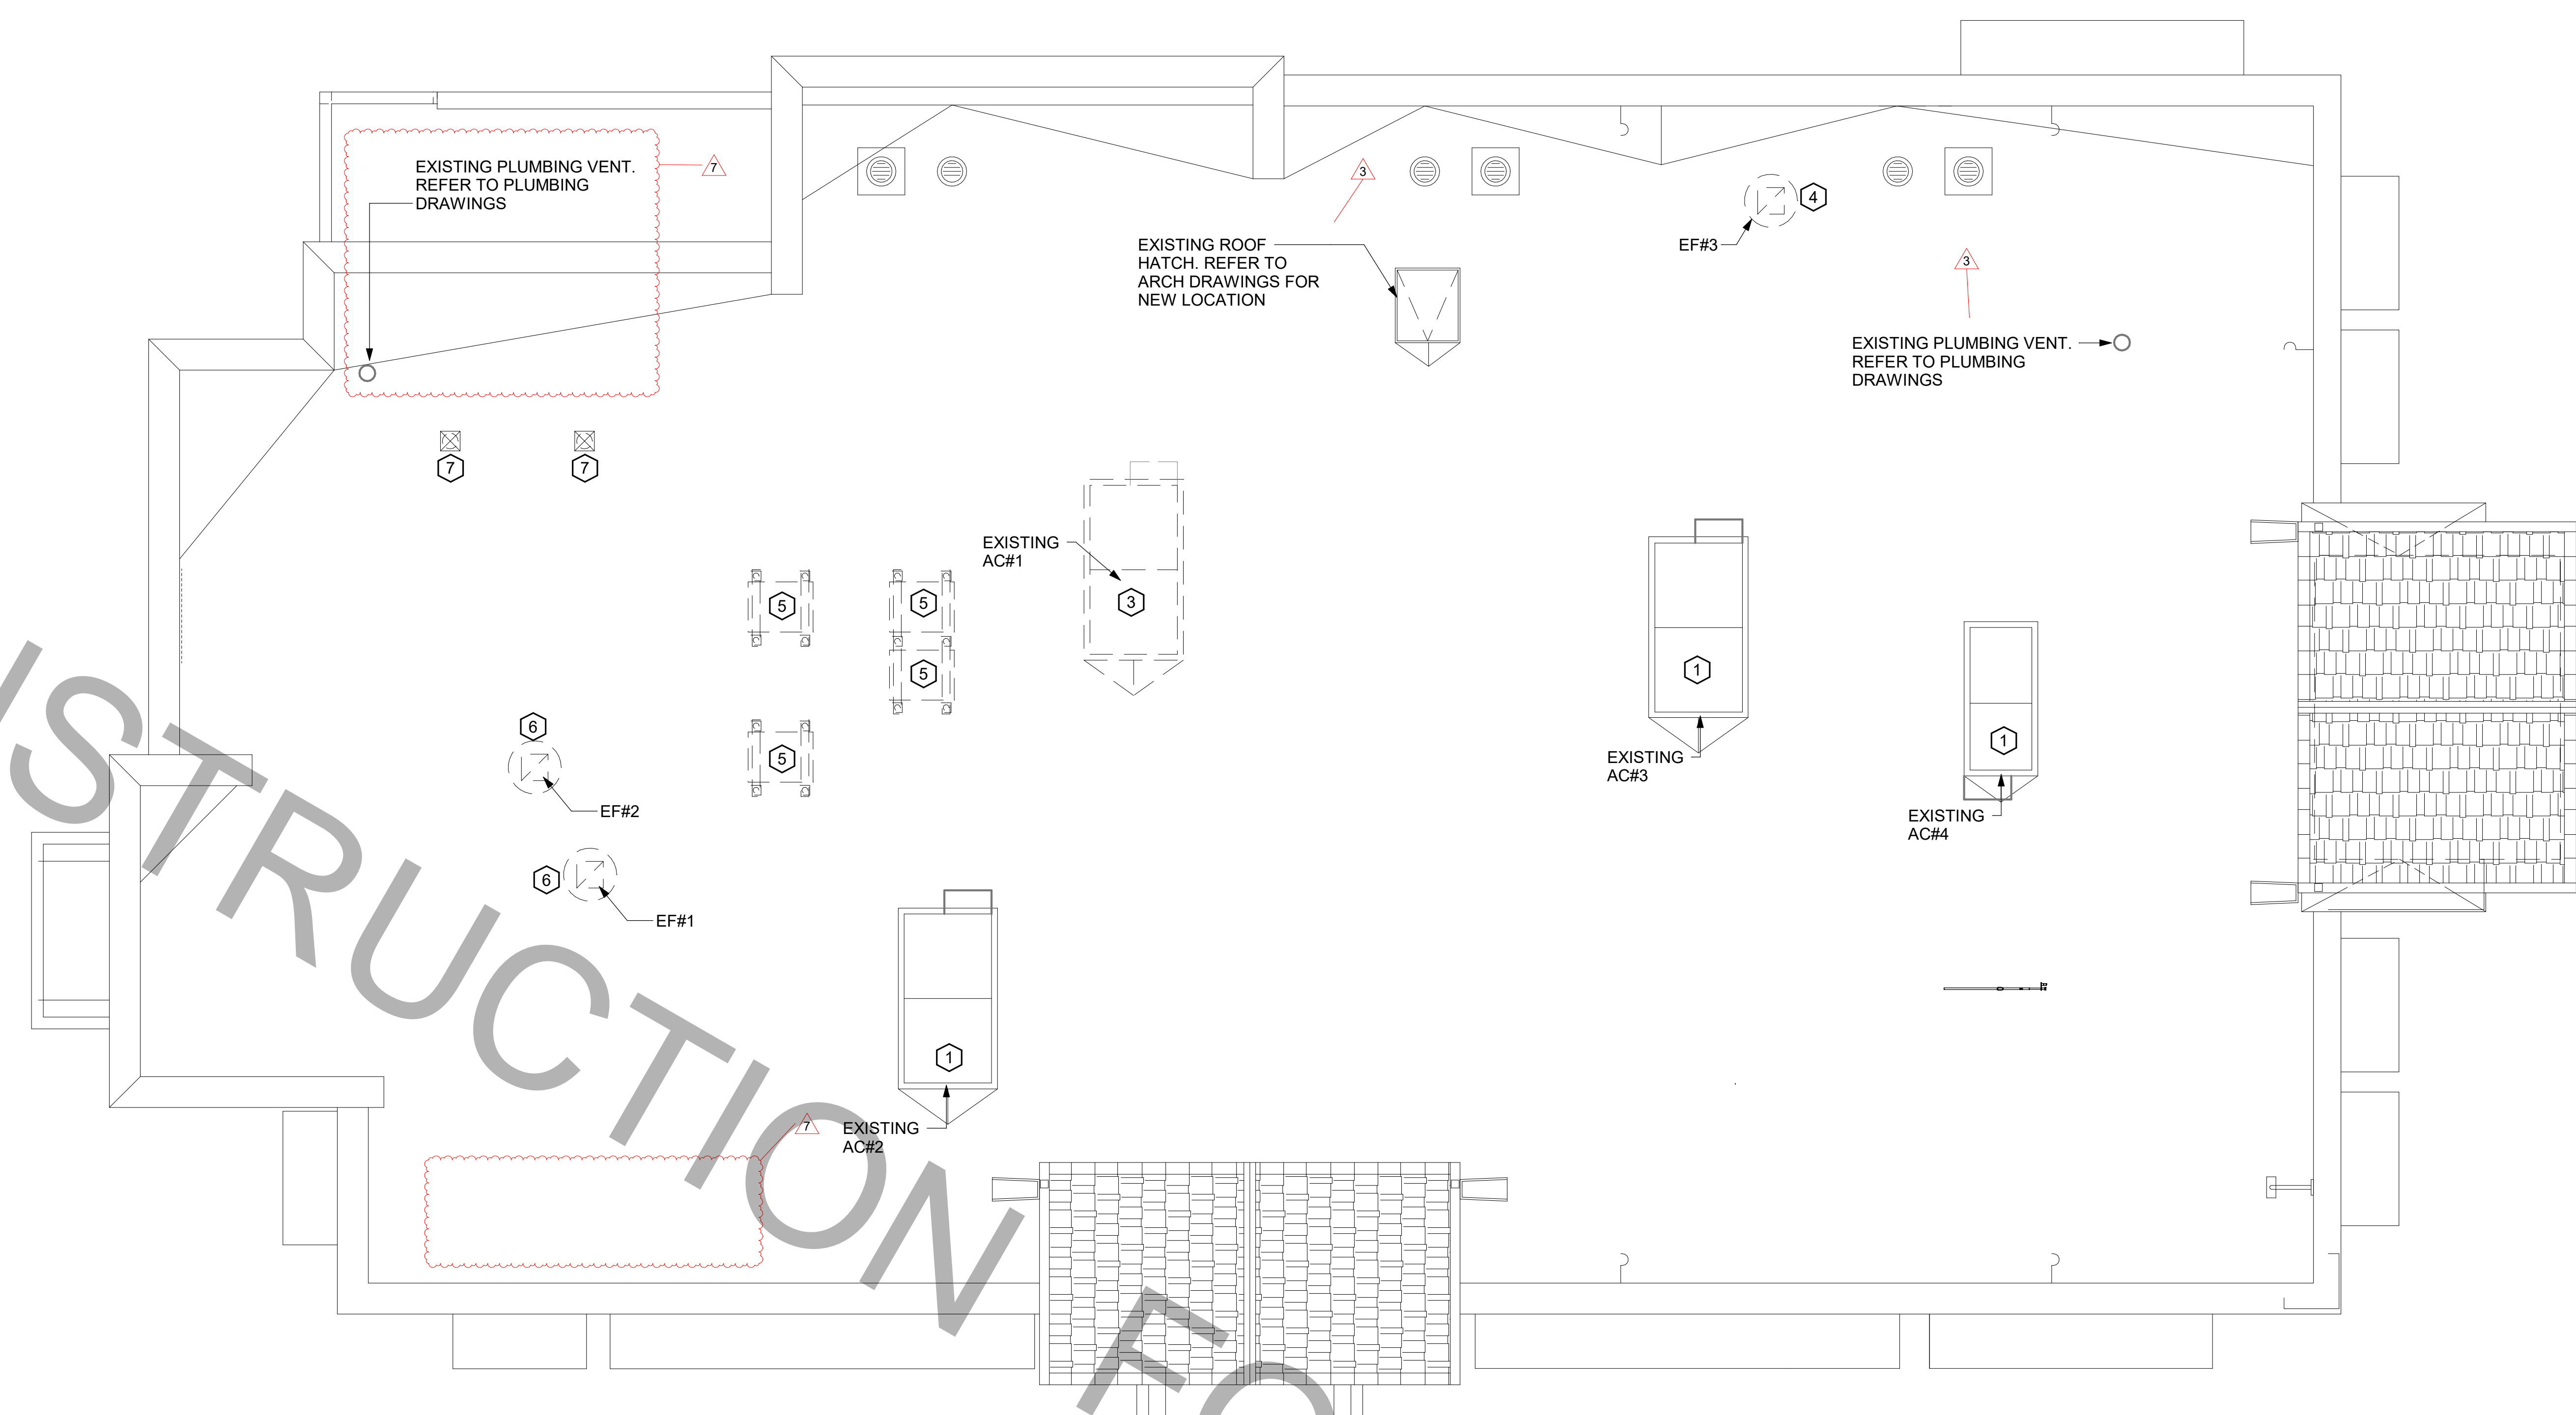 EXISTING PLUMBING VENT.
REFER TO PLUMBING
DRAWINGS
7
3
4
EF#3
EXISTING ROOF
HATCH. REFER TO
ARCH DRAWINGS FOR
NEW LOCATION
3
EXISTING PLUMBING VENT.
REFER TO PLUMBING
DRAWINGS
7
7
EXISTING
AC#1
3
5
5
5
5
1
EXISTING
AC#3
1
EXISTING
AC#4
6
EF#2
6
EF#1
1
EXISTING
AC#2
7
STRUCTION FO